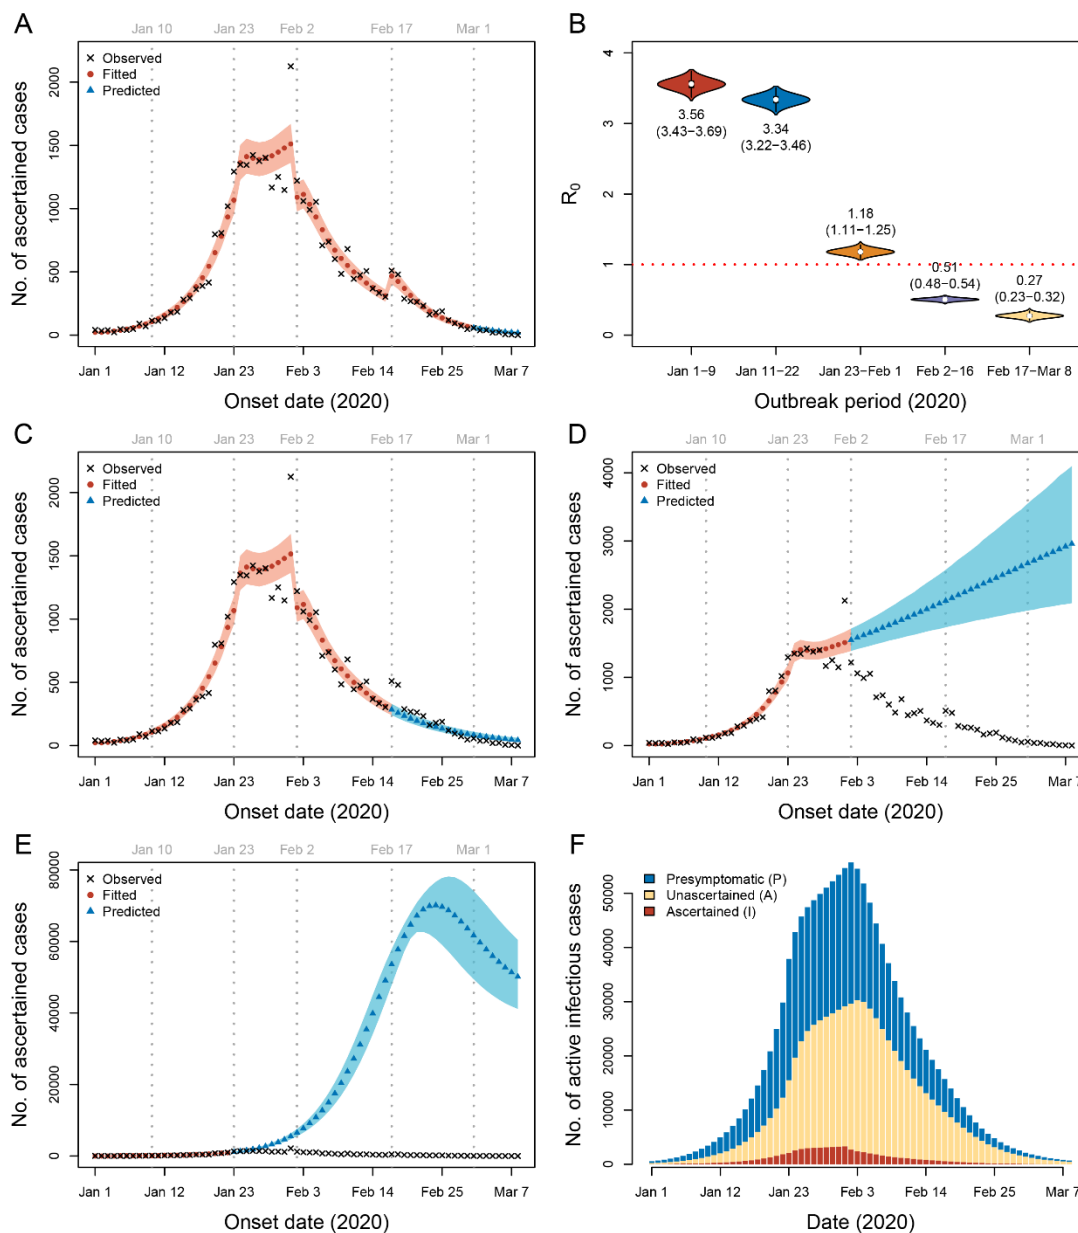 A
Jan 10 Jan 23 Feb 2 Feb 17 Mar 1
Observed
Fitted
Predicted
No. of ascertained cases
0 500 1000 1500 2000
Jan 1 Jan 12 Jan 23 Feb 3 Feb 14 Feb 25 Mar 7
Onset date (2020)
B
R0
0 1 2 3 4
3.56
(3.43−3.69)
3.34
(3.22−3.46)
1.18
(1.11−1.25)
0.51
(0.48−0.54)
0.27
(0.23−0.32)
Jan 1−9 Jan 11−22 Jan 23−Feb 1 Feb 2−16 Feb 17−Mar 8
Outbreak period (2020)
C
Jan 10 Jan 23 Feb 2 Feb 17 Mar 1
Observed
Fitted
Predicted
No. of ascertained cases
0 500 1000 1500 2000
Jan 1 Jan 12 Jan 23 Feb 3 Feb 14 Feb 25 Mar 7
Onset date (2020)
D
Jan 10 Jan 23 Feb 2 Feb 17 Mar 1
Observed
Fitted
Predicted
No. of ascertained cases
0 1000 2000 3000 4000
Jan 1 Jan 12 Jan 23 Feb 3 Feb 14 Feb 25 Mar 7
Onset date (2020)
E
Jan 10 Jan 23 Feb 2 Feb 17 Mar 1
Observed
Fitted
Predicted
No. of ascertained cases
0 20000 40000 60000 80000
Jan 1 Jan 12 Jan 23 Feb 3 Feb 14 Feb 25 Mar 7
Onset date (2020)
F
Presymptomatic (P)
Unascertained (A)
Ascertained (I)
No. of active infectious cases
0 10000 20000 30000 40000 50000
Jan 1 Jan 12 Jan 23 Feb 3 Feb 14 Feb 25 Mar 7
Date (2020)